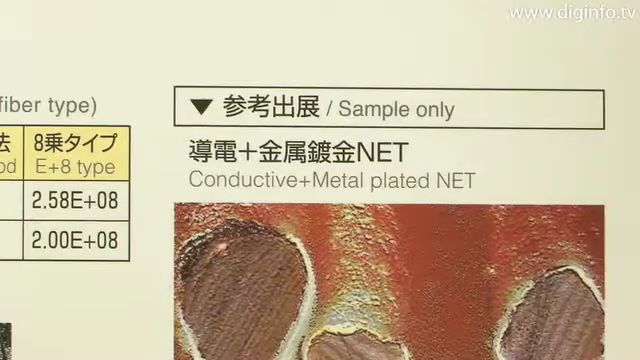 www.diginfo.tv
fiber type)
法 8乗タイプ
od E+8 type
2.58E+08
2.00E+08
▼ 参考出展 / Sample only
導電＋金属鍍金NET
Conductive+Metal plated NET